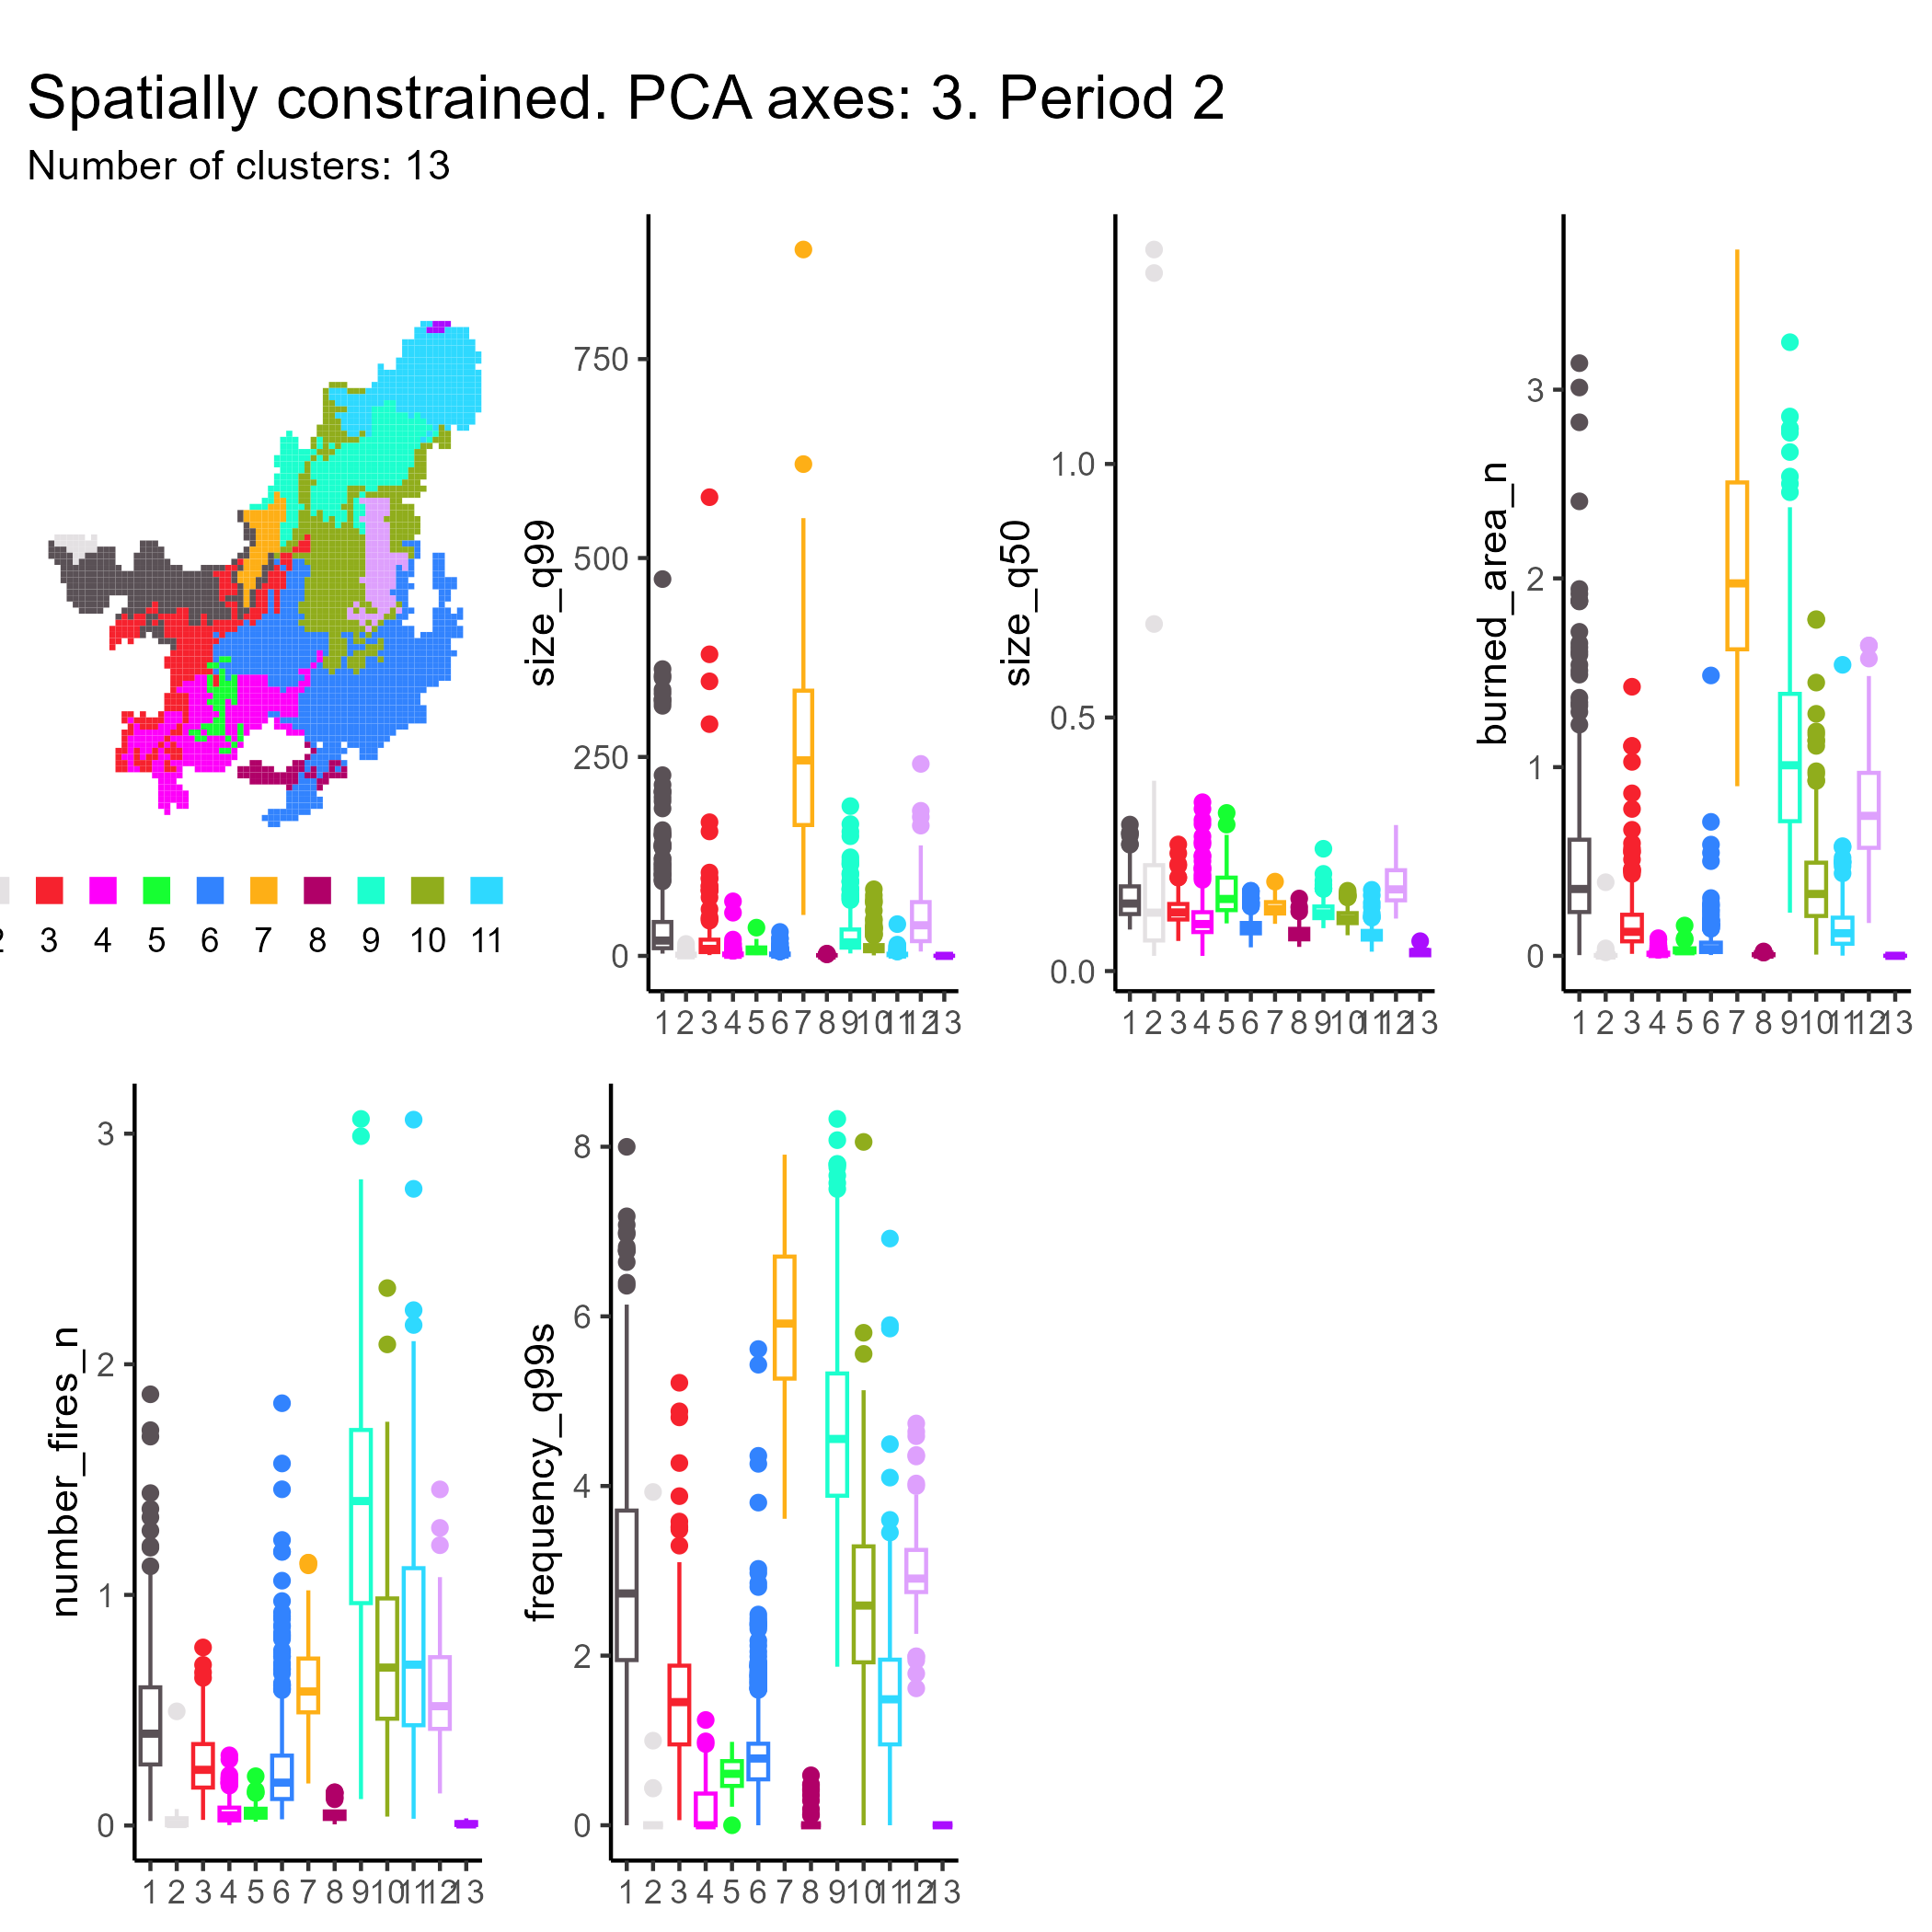 Spatially constrained. PCA axes: 3. Period 2
Number of clusters: 13
size_q99
750
500
250
0
1 2 3 4 5 6 7 8 9 10 11 12 13
size_q50
1.0
0.5
0.0
1 2 3 4 5 6 7 8 9 10 11 12 13
burned_area_n
3
2
1
0
1 2 3 4 5 6 7 8 9 10 11 12 13
3 4 5 6 7 8 9 10 11
number_fires_n
3
2
1
0
1 2 3 4 5 6 7 8 9 10 11 12 13
frequency_q99s
8
6
4
2
0
1 2 3 4 5 6 7 8 9 10 11 12 13